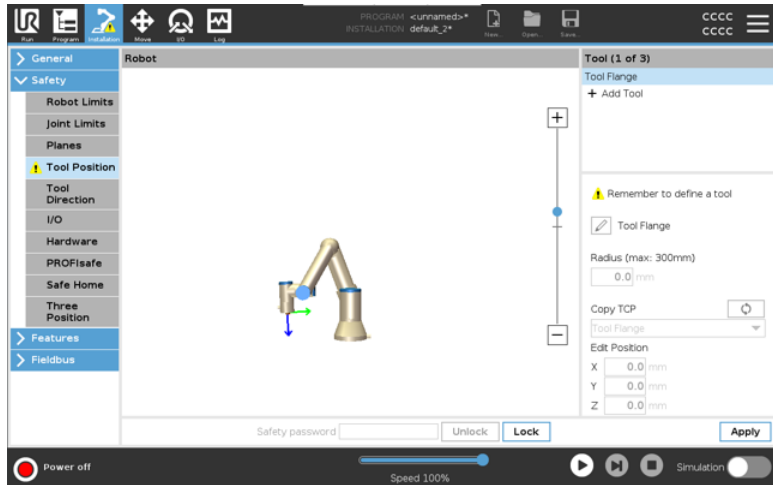 PROGRAM <unnamed>*
INSTALLATION default_2*
cccc
cccc
Run
Program
Installation
Move
I/O
Log
New...
Open...
Save...
General
Safety
Robot Limits
Joint Limits
Planes
Tool Position
Tool
Direction
I/O
Hardware
PROFIsafe
Safe Home
Three
Position
Features
Fieldbus
Robot
Tool (1 of 3)
Tool Flange
+ Add Tool
Remember to define a tool
Tool Flange
Radius (max: 300mm)
0.0 mm
Copy TCP
Tool Flange
Edit Position
X 0.0 mm
Y 0.0 mm
Z 0.0 mm
Safety password
Unlock
Lock
Apply
Power off
Speed 100%
Simulation